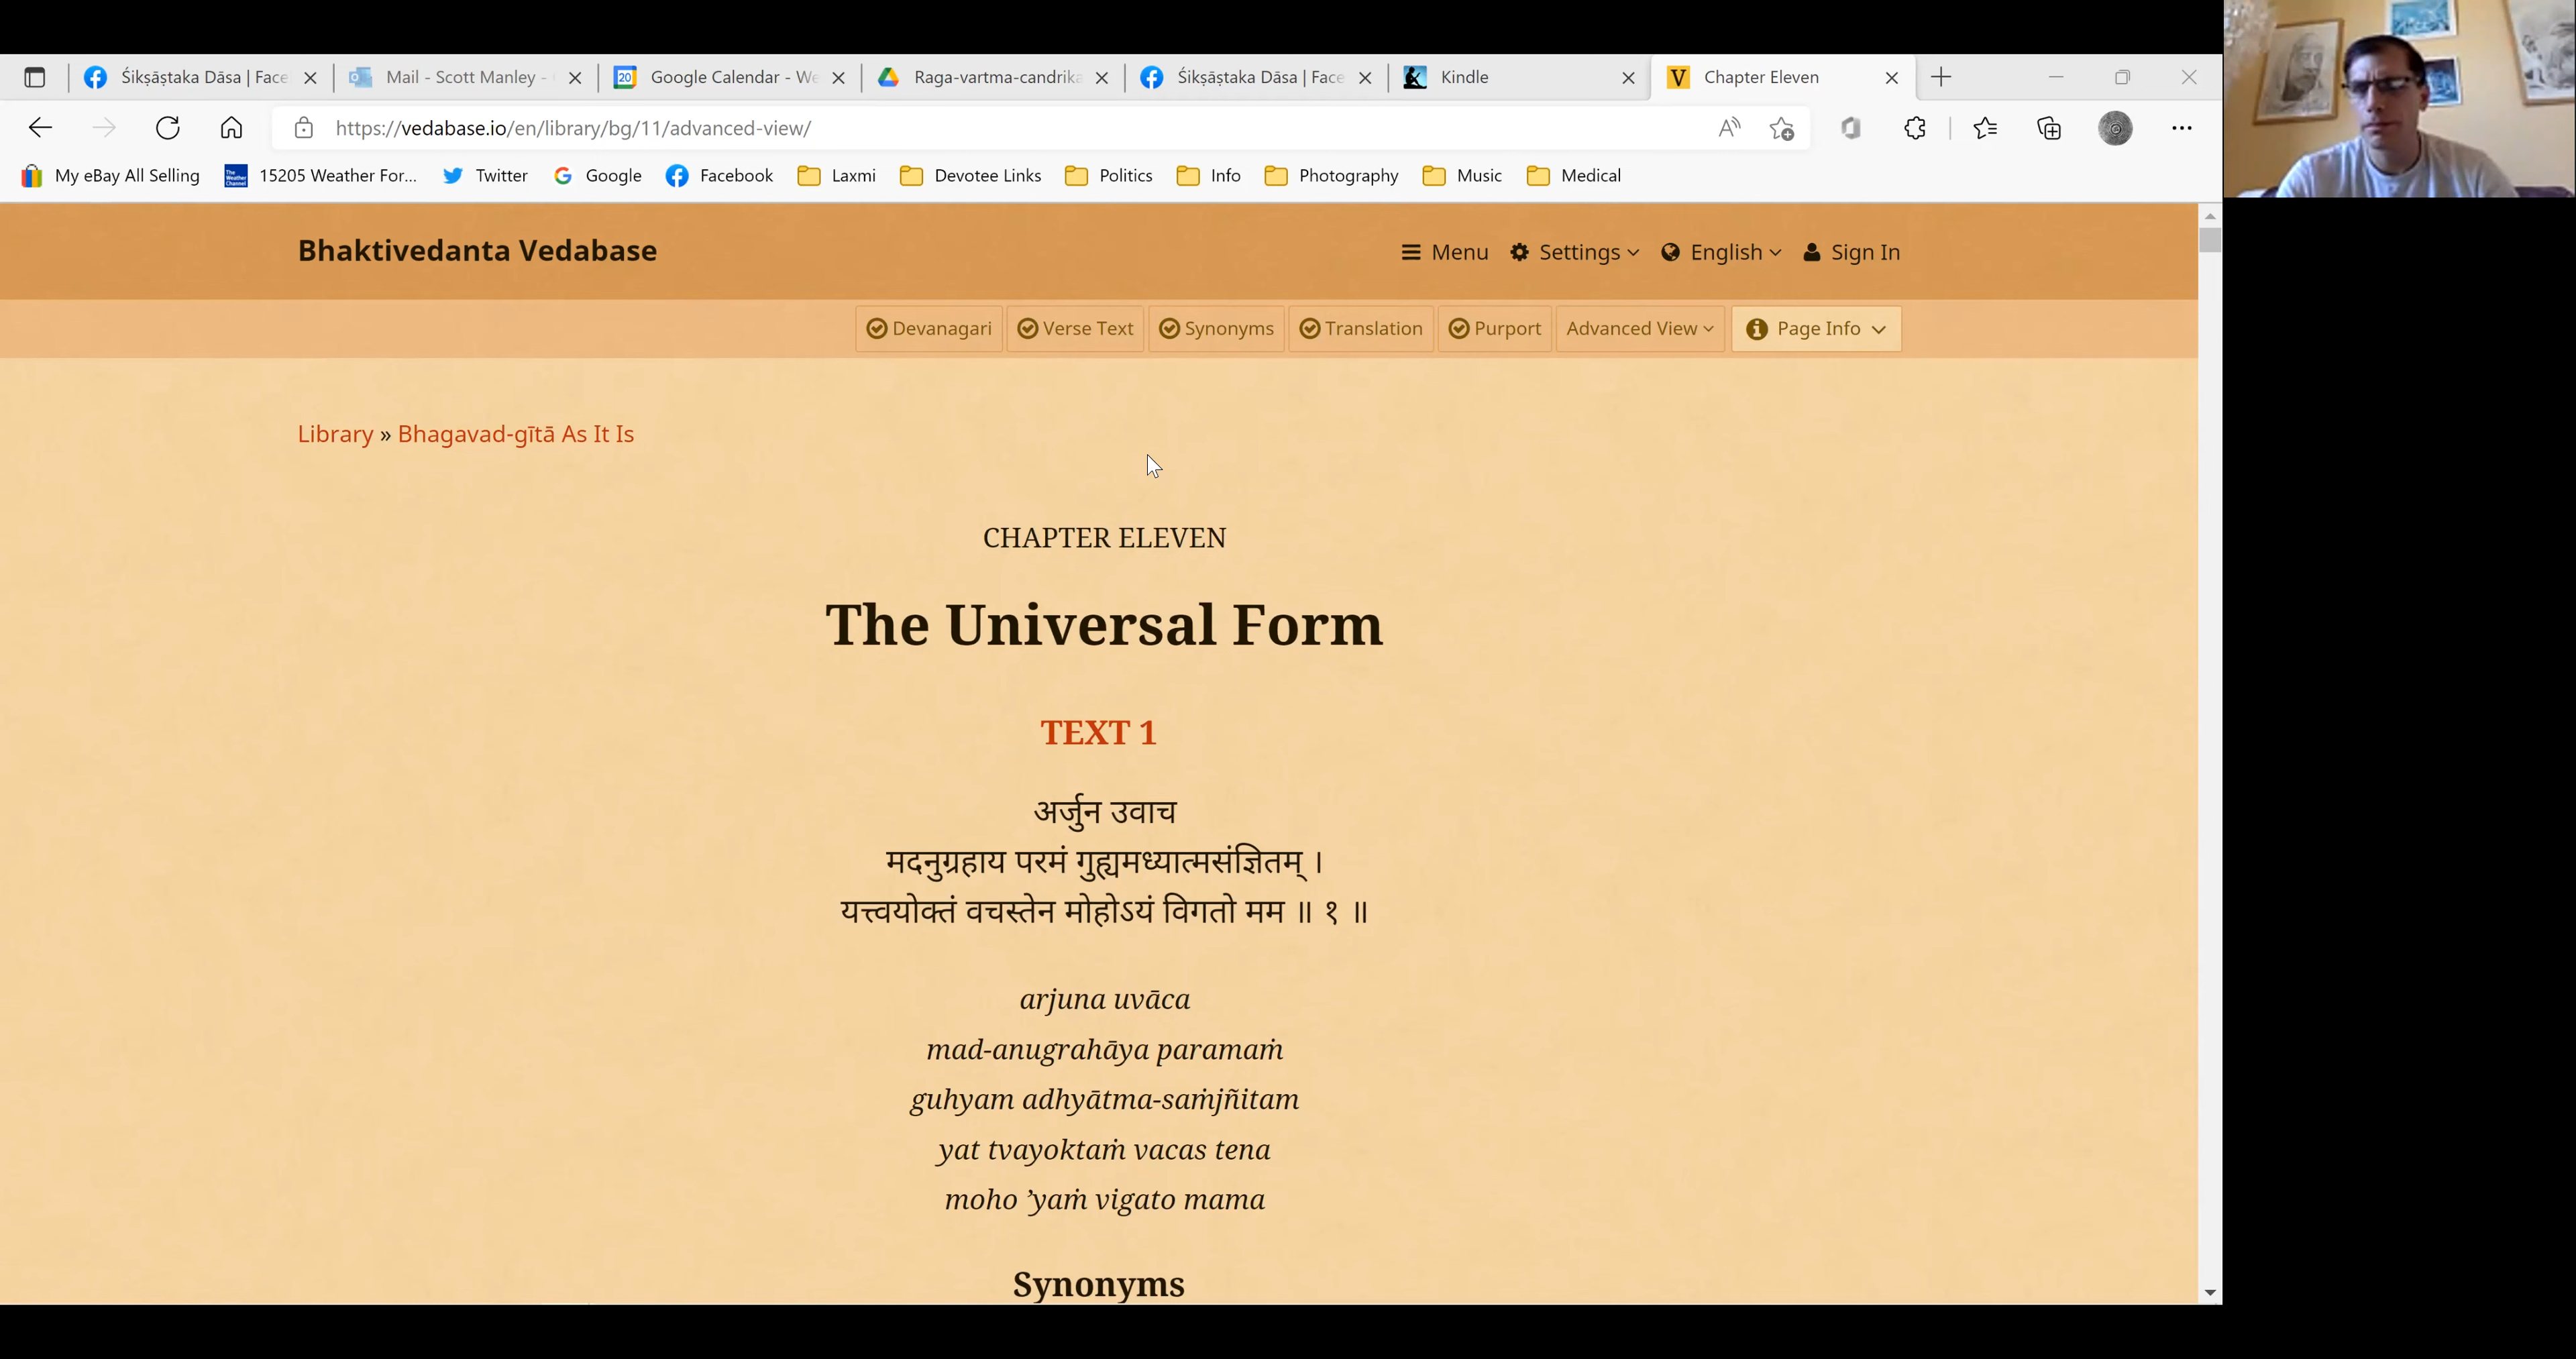 Śikṣāṣṭaka Dāsa | Face
Mail - Scott Manley -
Google Calendar - We
Raga-vartma-candrika
Śikṣāṣṭaka Dāsa | Face
Kindle
Chapter Eleven
https://vedabase.io/en/library/bg/11/advanced-view/
My eBay All Selling
15205 Weather For...
Twitter
Google
Facebook
Laxmi
Devotee Links
Politics
Info
Photography
Music
Medical
Bhaktivedanta Vedabase
Menu Settings English Sign In
Devanagari Verse Text Synonyms Translation Purport Advanced View Page Info
Library » Bhagavad-gītā As It Is
CHAPTER ELEVEN
The Universal Form
TEXT 1
अर्जुन उवाच
मदनुग्रहाय परमं गुह्यमध्यात्मसंज्ञितम् ।
यत्त्वयोक्तं वचस्तेन मोहोऽयं विगतो मम ॥ १ ॥
arjuna uvāca
mad-anugrahāya paramaṁ
guhyam adhyātma-saṁjñitam
yat tvayoktaṁ vacas tena
moho ’yaṁ vigato mama
Synonyms